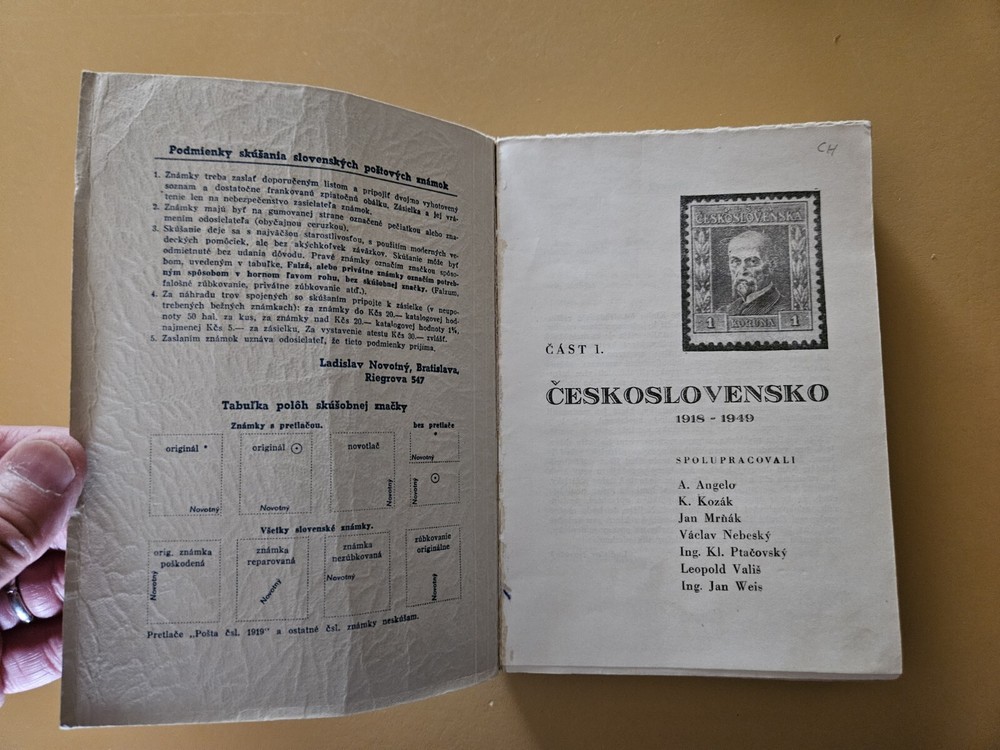 Podmienky skúšania slovenských poštových známok
1. Známky treba zaslať doporučeným listom a pripojiť dvojmo vyhotovený
soznam a dostatočne frankovanú zpiatočnú obálku. Zásielka a jej vrá-
tenie len na nebezpečenstvo zasielateľa známok.
2. Známky majú byť na gumovanej strane označené pečiatkou alebo zna-
mením odosielateľa (obyčajnou ceruzkou).
3. Skúšanie deje sa s najväčšou starostlivosťou, s použitím moderných ve-
deckých pomôciek, ale bez akýchkoľvek záväzkov. Skúšanie môže byť
odmietnuté bez udania dôvodu. Pravé známky označím značkou spôso-
bom, uvedeným v tabuľke. Falzá, alebo privátne známky označím potreb-
ným spôsobom v hornom ľavom rohu, bez skúšobnej značky. (Falzum,
falošné zúbkovanie, privátne zúbkovanie atď.).
4. Za náhradu trov spojených so skúšaním pripojte k zásielke (v neupo-
trebených bežných známkach): za známky do Kčs 20.— katalogovej hod-
noty 50 hal. za kus, za známky nad Kčs 20.— katalogovej hodnoty 1%,
najmenej Kčs 5.— za zásielku. Za vystavenie atestu Kčs 30.— zvlášť.
5. Zaslaním známok uznáva odosielateľ, že tieto podmienky prijíma.
Ladislav Novotný, Bratislava,
Riegrova 547
Tabuľka polôh skúšobnej značky
Známky s pretlačou. bez pretlače
originál • originál novotlač
Novotný Novotný Novotný Novotný Novotný
Všetky slovenské známky.
orig. známka poškodená
známka reparovaná
známka nezúbkovaná
zúbkovanie originálne
Novotný Novotný Novotný Novotný
Pretlače „Pošta čsl. 1919" a ostatné čsl. známky neskúšam.
CH
ČESKOSLOVENSKO
1 KORUNA 1
ČÁST I.
ČESKOSLOVENSKO
1918 - 1949
SPOLUPRACOVALI
A. Angelo
K. Kozák
Jan Mrňák
Václav Nebeský
Ing. Kl. Ptačovský
Leopold Vališ
Ing. Jan Weis